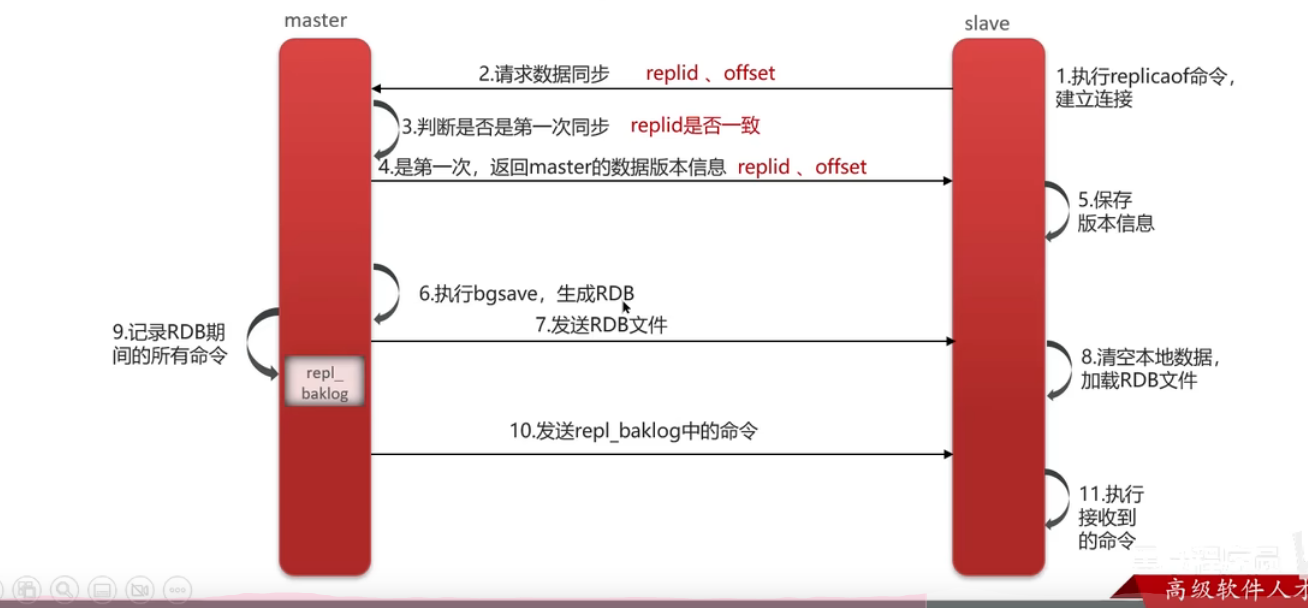 master
slave
2.请求数据同步 replid 、offset
1.执行replicaof命令，
建立连接
3.判断是否是第一次同步 replid是否一致
4.是第一次，返回master的数据版本信息 replid 、offset
5.保存
版本信息
6.执行bgsave，生成RDB
7.发送RDB文件
9.记录RDB期
间的所有命令
repl_
baklog
8.清空本地数据，
加载RDB文件
10.发送repl_baklog中的命令
11.执行
接收到
的命令
高级软件人才